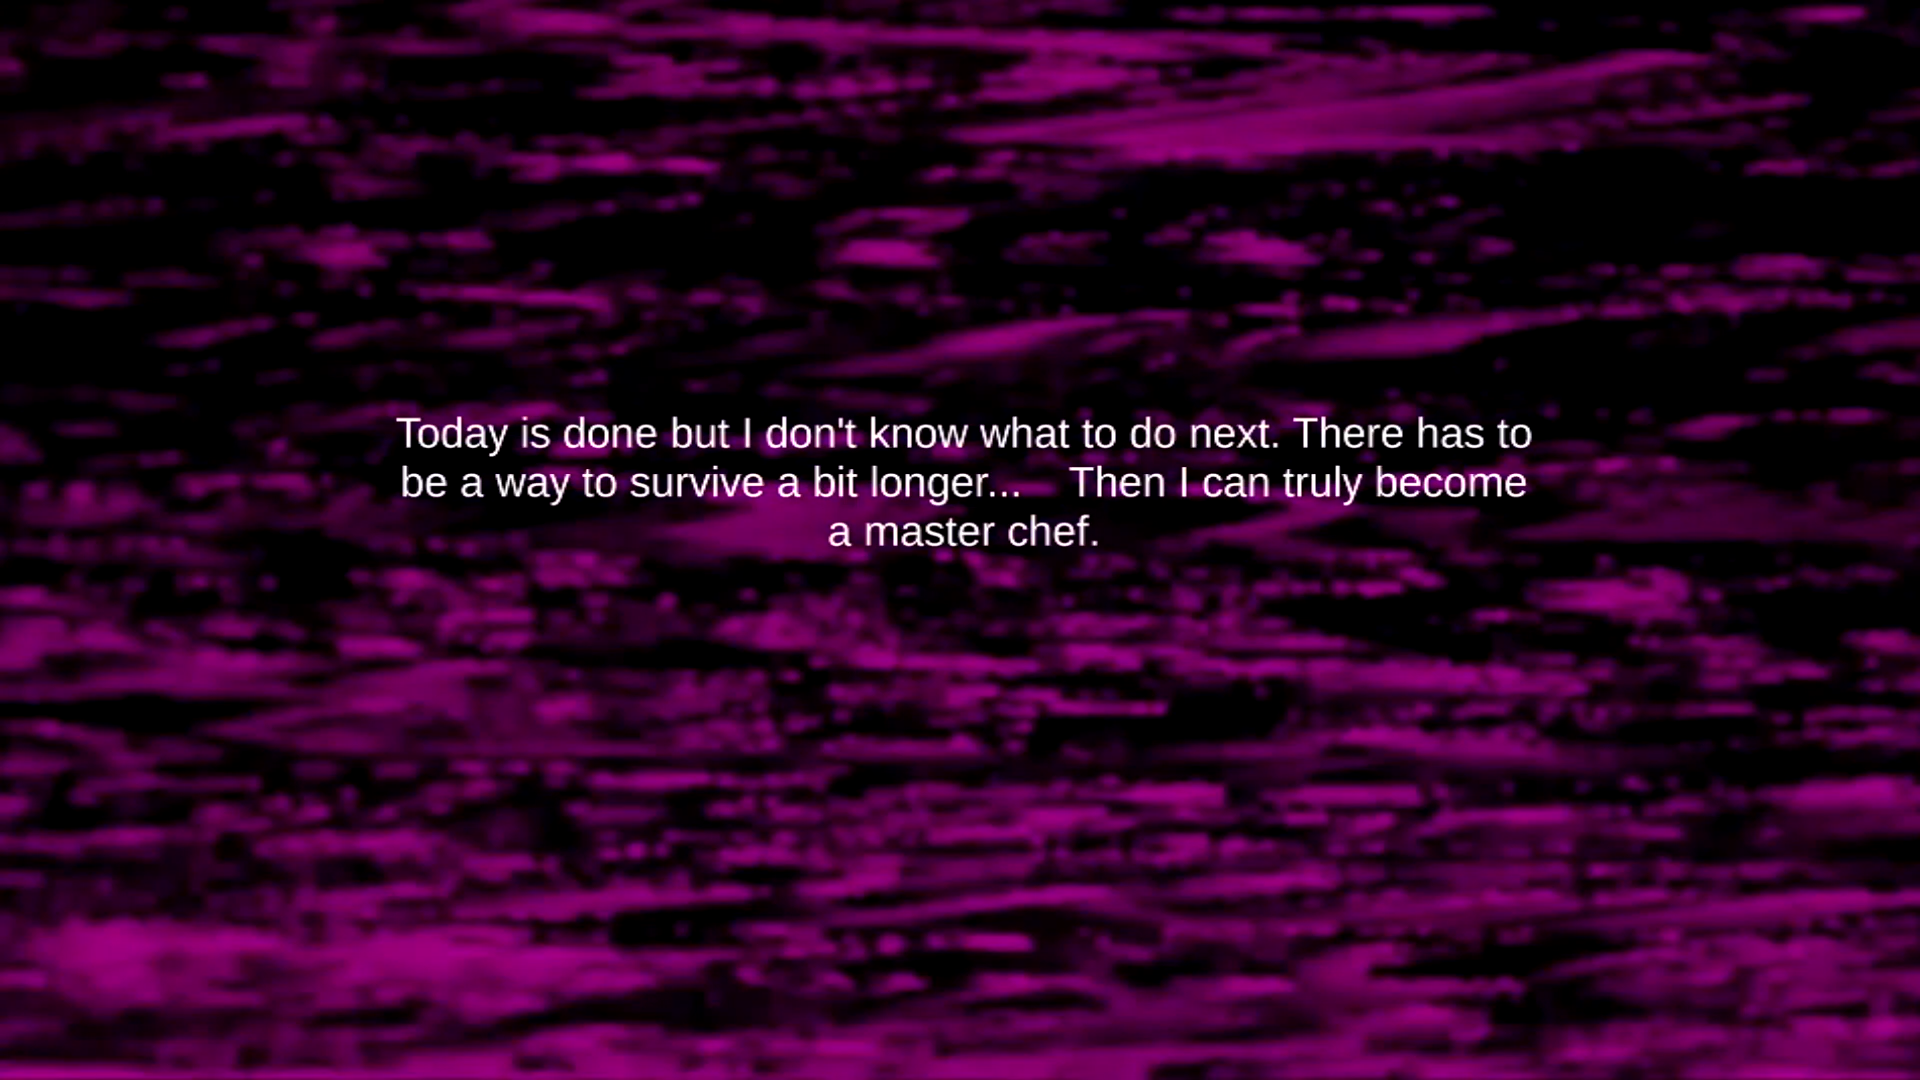 Today is done but I don't know what to do next. There has to
be a way to survive a bit longer...    Then I can truly become
a master chef.